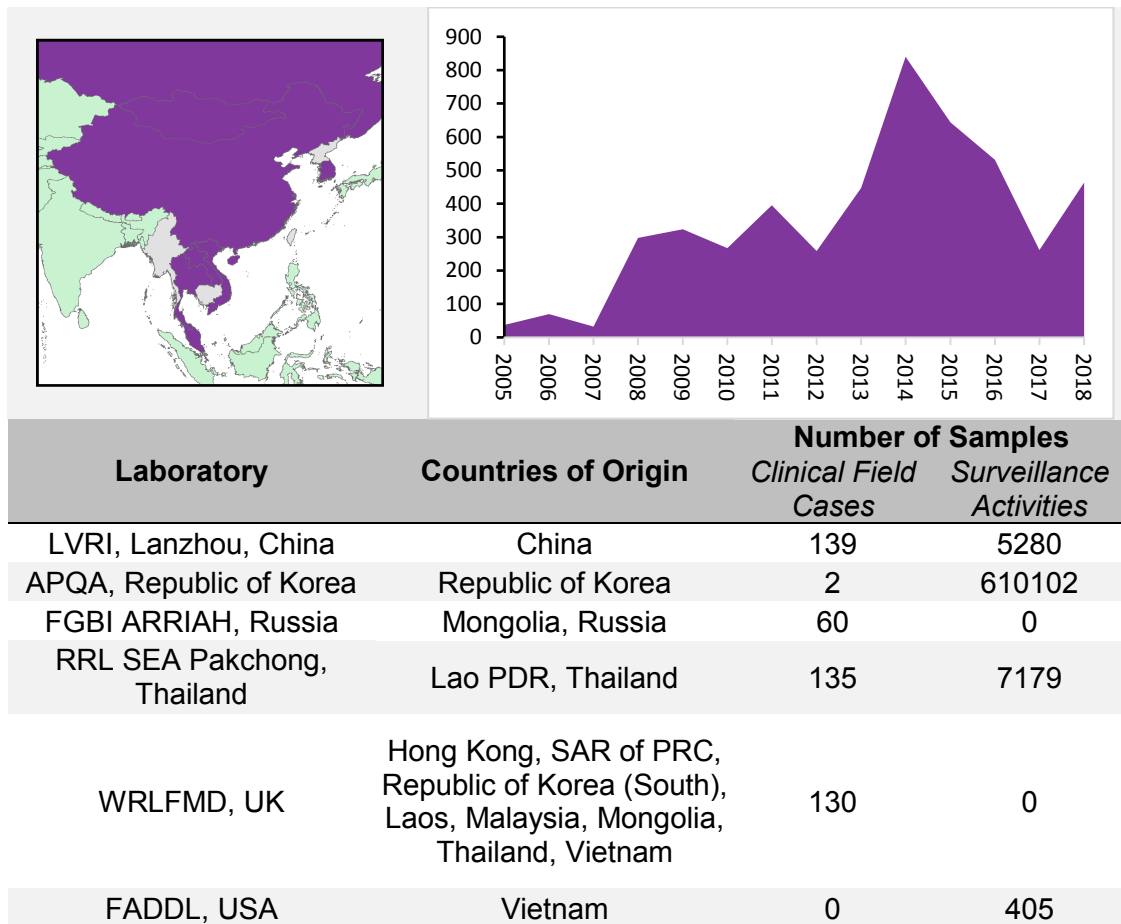 900
800
700
600
500
400
300
200
100
0
2005
2006
2007
2008
2009
2010
2011
2012
2013
2014
2015
2016
2017
2018
Number of Samples
Laboratory
Countries of Origin
Clinical Field
Cases
Surveillance
Activities
LVRI, Lanzhou, China
China
139
5280
APQA, Republic of Korea
Republic of Korea
2
610102
FGBI ARRIAH, Russia
Mongolia, Russia
60
0
RRL SEA Pakchong,
Thailand
Lao PDR, Thailand
135
7179
WRLFMD, UK
Hong Kong, SAR of PRC,
Republic of Korea (South),
Laos, Malaysia, Mongolia,
Thailand, Vietnam
130
0
FADDL, USA
Vietnam
0
405